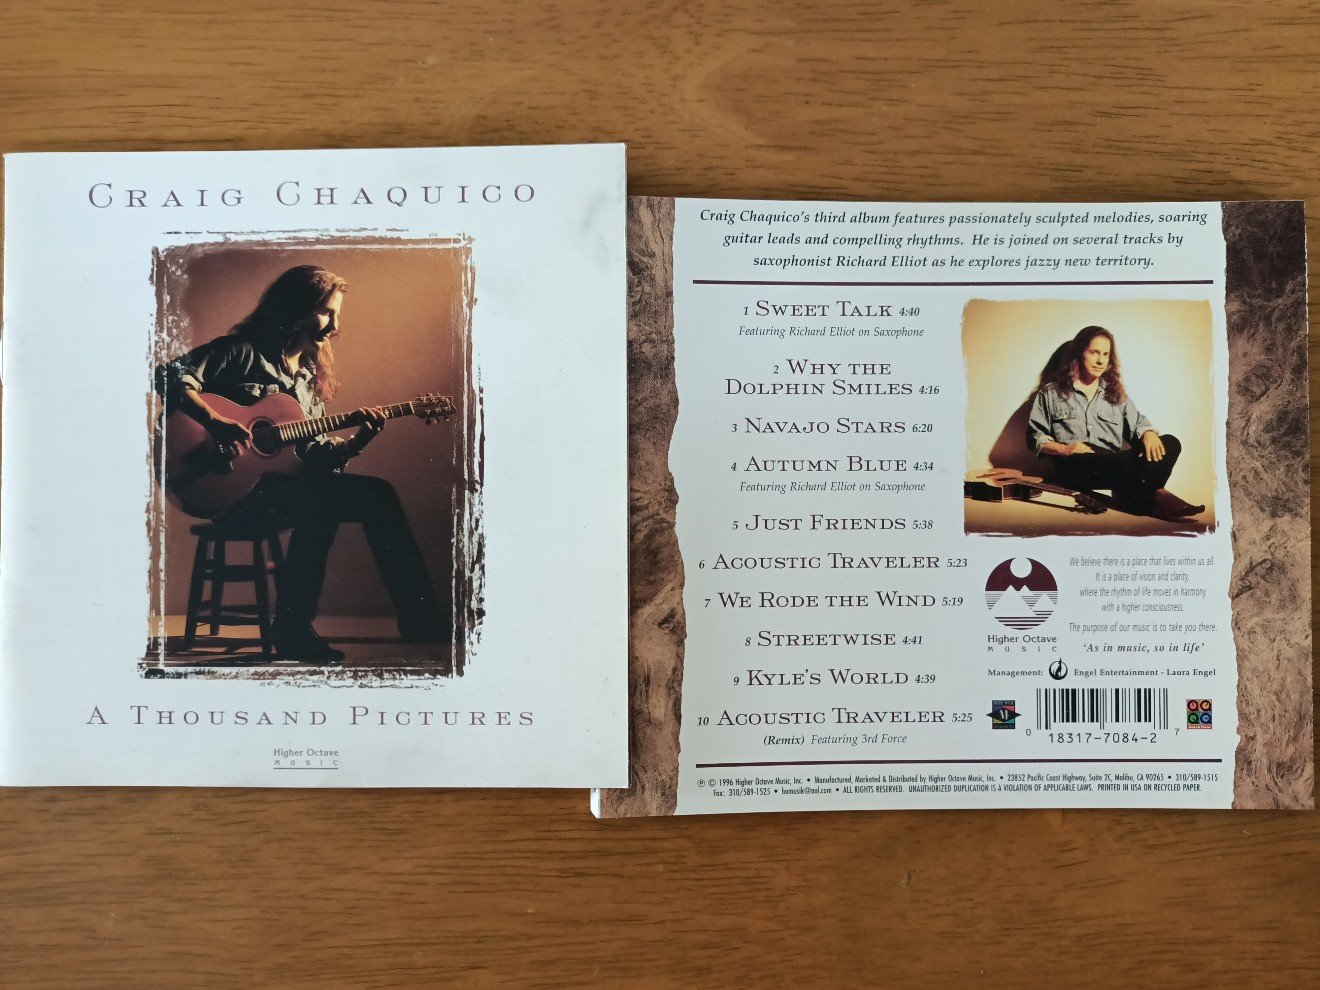 CRAIG CHAQUICO
A THOUSAND PICTURES
Higher Octave
MUSIC
Craig Chaquico's third album features passionately sculpted melodies, soaring
guitar leads and compelling rhythms. He is joined on several tracks by
saxophonist Richard Elliot as he explores jazzy new territory.
1 SWEET TALK 4:40
Featuring Richard Elliot on Saxophone
2 WHY THE
DOLPHIN SMILES 4:16
3 NAVAJO STARS 6:20
4 AUTUMN BLUE 4:34
Featuring Richard Elliot on Saxophone
5 JUST FRIENDS 5:38
6 ACOUSTIC TRAVELER 5:23
7 WE RODE THE WIND 5:19
8 STREETWISE 4:41
9 KYLE'S WORLD 4:39
10 ACOUSTIC TRAVELER 5:25
(Remix) Featuring 3rd Force
We believe there is a place that lives within us all.
It is a place of vision and clarity,
where the rhythm of life moves in harmony
with a higher consciousness.
The purpose of our music is to take you there.
'As in music, so in life'
Higher Octave
MUSIC
Management: Engel Entertainment - Laura Engel
0 18317-7084-2 7
℗ © 1996 Higher Octave Music, Inc. • Manufactured, Marketed & Distributed by Higher Octave Music, Inc. • 23852 Pacific Coast Highway, Suite 2C, Malibu, CA 90265 • 310/589-1515
Fax: 310/589-1525 • homusik@aol.com • ALL RIGHTS RESERVED. UNAUTHORIZED DUPLICATION IS A VIOLATION OF APPLICABLE LAWS. PRINTED IN USA ON RECYCLED PAPER.